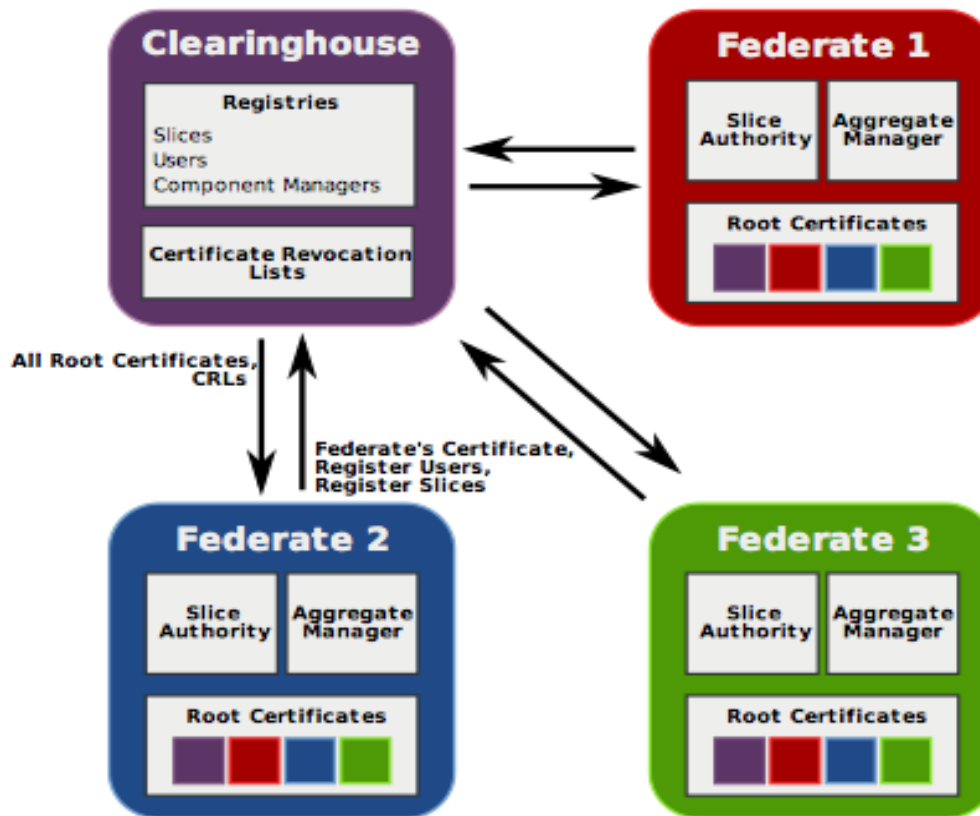 Clearinghouse
Registries
Slices
Users
Component Managers
Certificate Revocation
Lists
Federate 1
Slice
Authority
Aggregate
Manager
Root Certificates
All Root Certificates,
CRLs
Federate's Certificate,
Register Users,
Register Slices
Federate 2
Slice
Authority
Aggregate
Manager
Root Certificates
Federate 3
Slice
Authority
Aggregate
Manager
Root Certificates